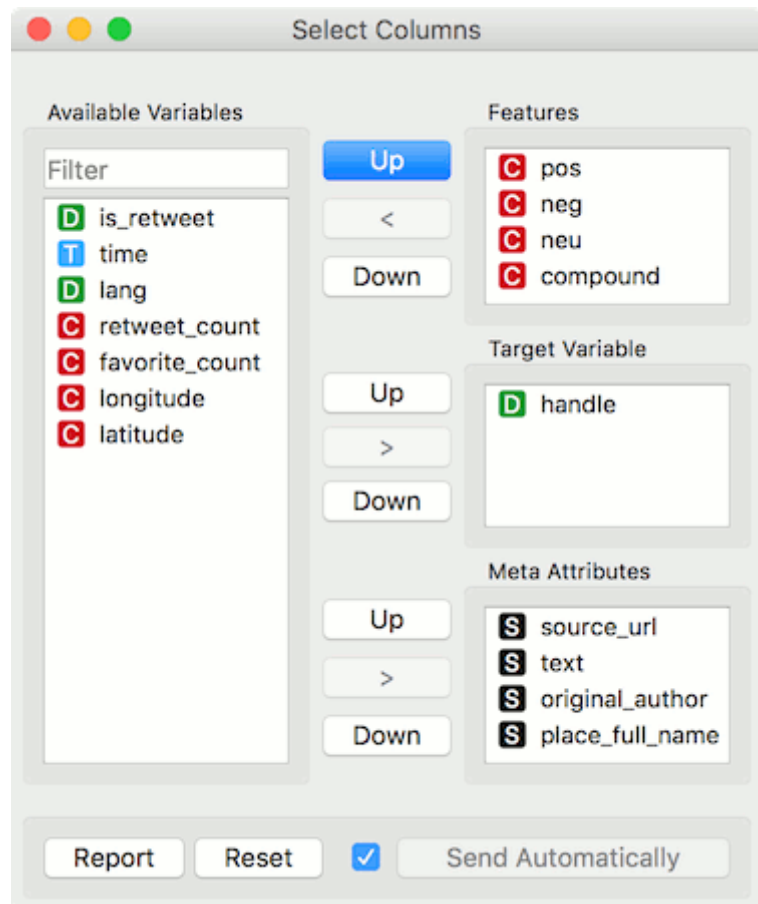 Select Columns
Available Variables
Filter
D is_retweet
T time
D lang
C retweet_count
C favorite_count
C longitude
C latitude
Up
<
Down
Up
>
Down
Up
>
Down
Features
C pos
C neg
C neu
C compound
Target Variable
D handle
Meta Attributes
S source_url
S text
S original_author
S place_full_name
Report
Reset
Send Automatically